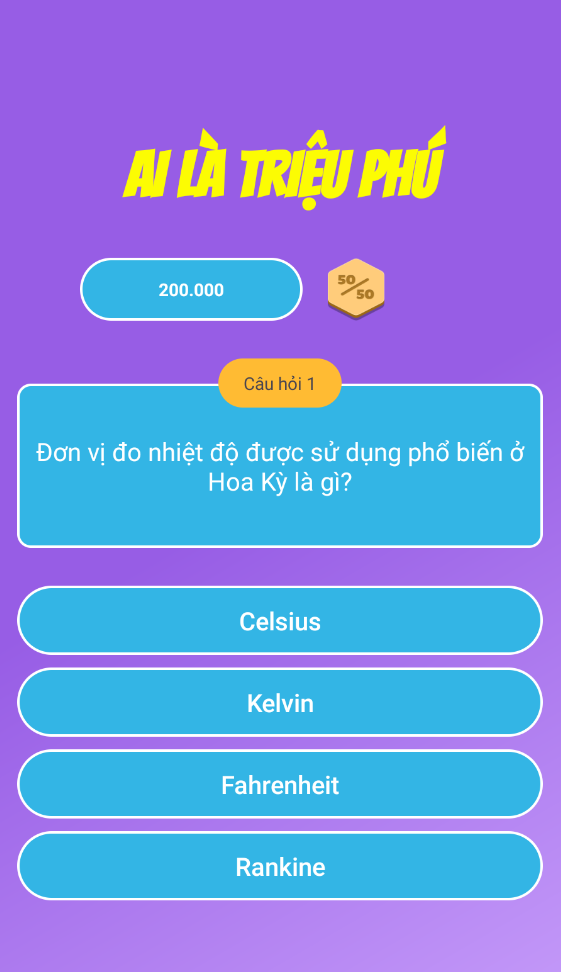 AI LÀ TRIỆU PHÚ
200.000
50
50
Câu hỏi 1
Đơn vị đo nhiệt độ được sử dụng phổ biến ở
Hoa Kỳ là gì?
Celsius
Kelvin
Fahrenheit
Rankine